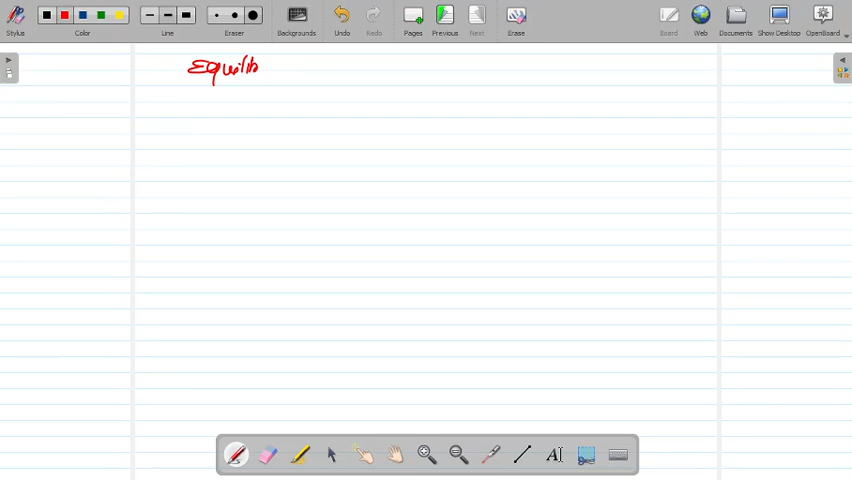 Stylus
Color
Line
Eraser
Backgrounds
Undo
Redo
Pages
Previous
Next
Erase
Board
Web
Documents
Show Desktop
OpenBoard
Equilib
A